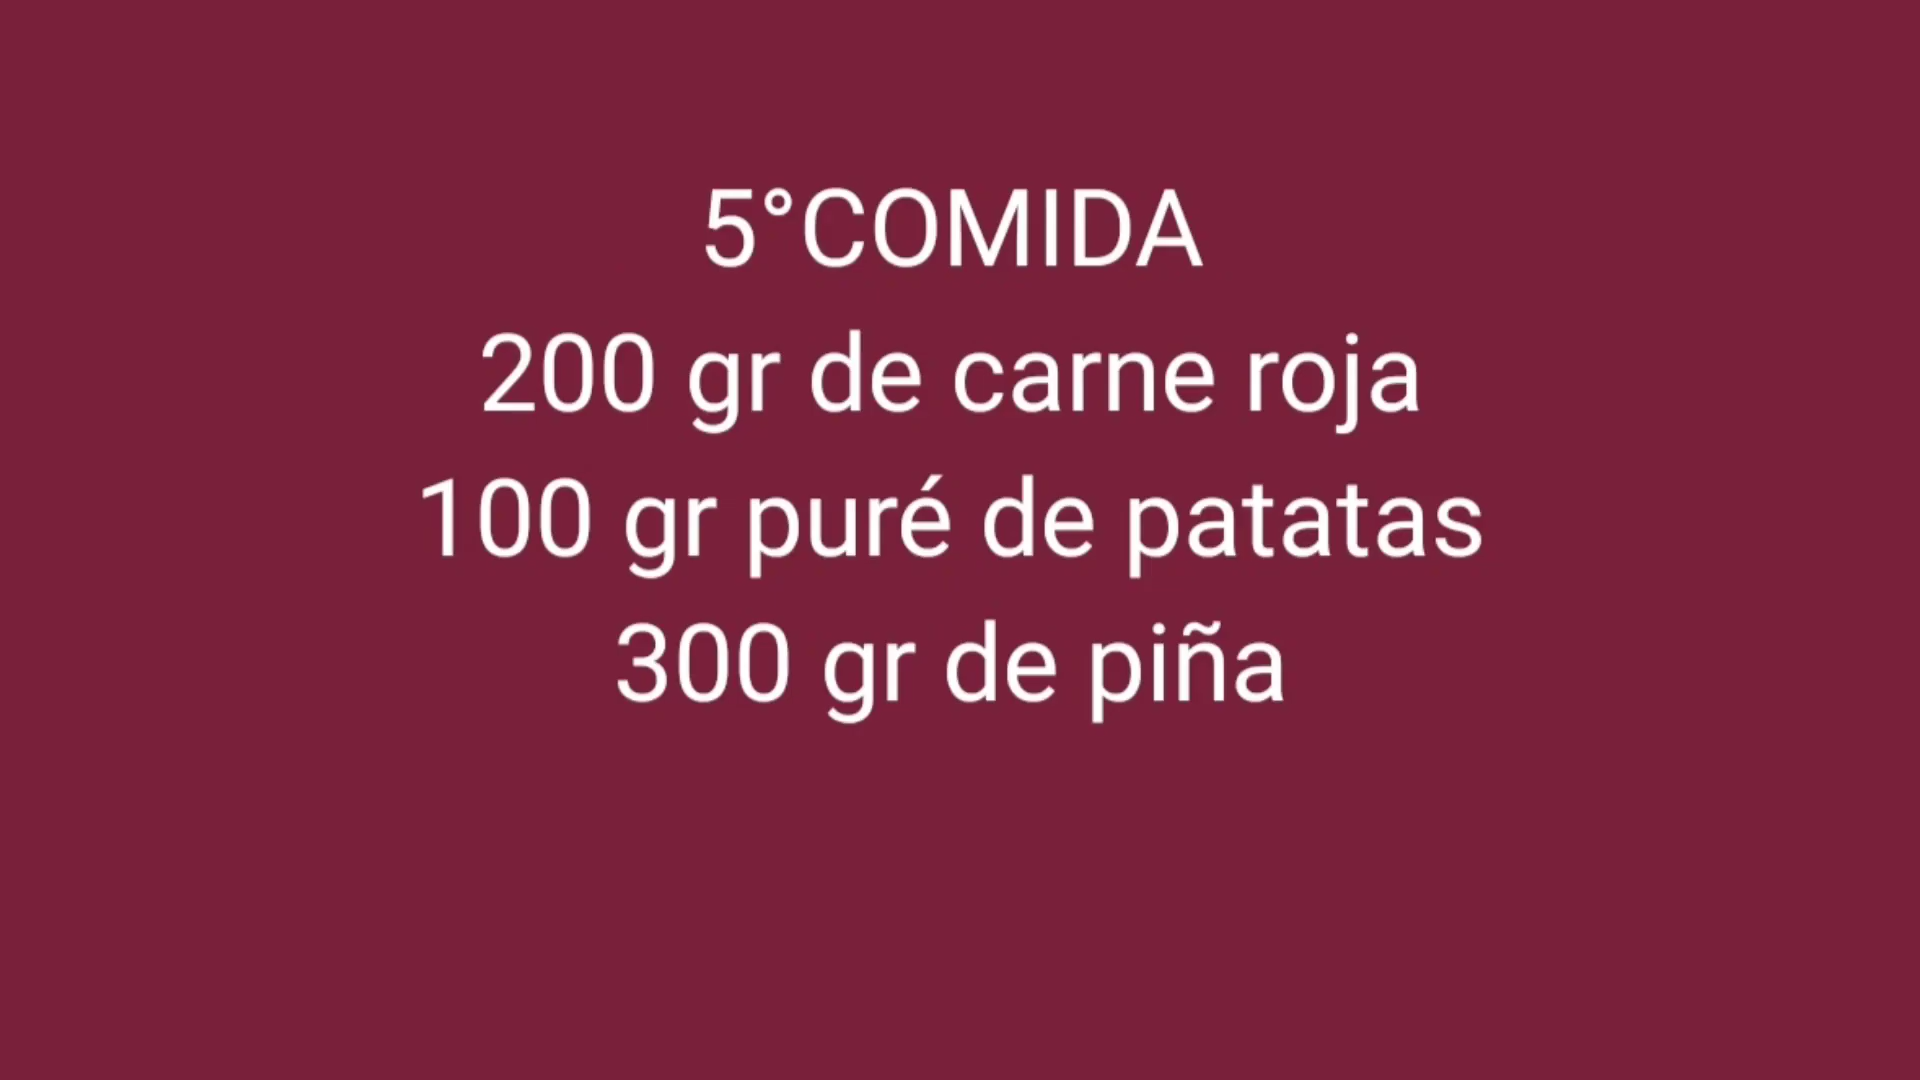 5°COMIDA
200 gr de carne roja
100 gr puré de patatas
300 gr de piña